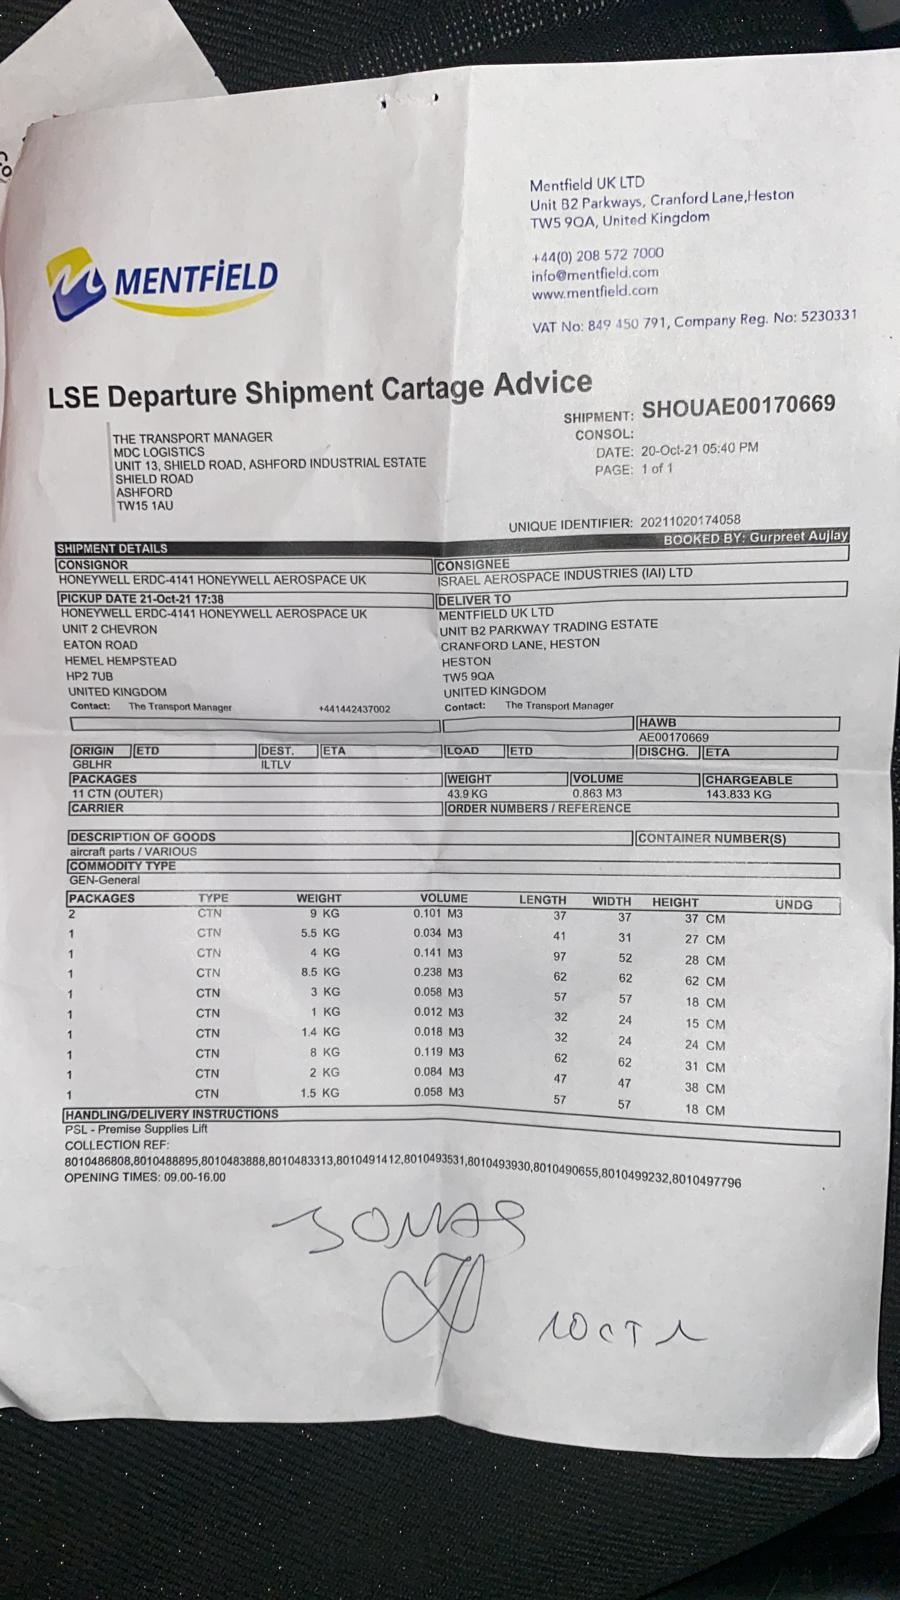 Mentfield UK LTD
Unit B2 Parkways, Cranford Lane,Heston
TW5 9QA, United Kingdom
+44(0) 208 572 7000
info@mentfield.com
www.mentfield.com
VAT No: 849 450 791, Company Reg. No: 5230331
MENTFiELD
LSE Departure Shipment Cartage Advice
SHIPMENT: SHOUAE00170669
CONSOL:
DATE: 20-Oct-21 05:40 PM
PAGE: 1 of 1
THE TRANSPORT MANAGER
MDC LOGISTICS
UNIT 13, SHIELD ROAD, ASHFORD INDUSTRIAL ESTATE
SHIELD ROAD
ASHFORD
TW15 1AU
UNIQUE IDENTIFIER: 20211020174058
SHIPMENT DETAILS BOOKED BY: Gurpreet Aujlay
CONSIGNOR CONSIGNEE
HONEYWELL ERDC-4141 HONEYWELL AEROSPACE UK ISRAEL AEROSPACE INDUSTRIES (IAI) LTD
PICKUP DATE 21-Oct-21 17:38 DELIVER TO
HONEYWELL ERDC-4141 HONEYWELL AEROSPACE UK MENTFIELD UK LTD
UNIT 2 CHEVRON UNIT B2 PARKWAY TRADING ESTATE
EATON ROAD CRANFORD LANE, HESTON
HEMEL HEMPSTEAD HESTON
HP2 7UB TW5 9QA
UNITED KINGDOM UNITED KINGDOM
Contact: The Transport Manager +441442437002 Contact: The Transport Manager
HAWB
AE00170669
ORIGIN ETD DEST. ETA LOAD ETD DISCHG. ETA
GBLHR ILTLV
PACKAGES WEIGHT VOLUME CHARGEABLE
11 CTN (OUTER) 43.9 KG 0.863 M3 143.833 KG
CARRIER ORDER NUMBERS / REFERENCE
DESCRIPTION OF GOODS CONTAINER NUMBER(S)
aircraft parts / VARIOUS
COMMODITY TYPE
GEN-General
PACKAGES TYPE WEIGHT VOLUME LENGTH WIDTH HEIGHT UNDG
2 CTN 9 KG 0.101 M3 37 37 37 CM
1 CTN 5.5 KG 0.034 M3 41 31 27 CM
1 CTN 4 KG 0.141 M3 97 52 28 CM
1 CTN 8.5 KG 0.238 M3 62 62 62 CM
1 CTN 3 KG 0.058 M3 57 57 18 CM
1 CTN 1 KG 0.012 M3 32 24 15 CM
1 CTN 1.4 KG 0.018 M3 32 24 24 CM
1 CTN 8 KG 0.119 M3 62 62 31 CM
1 CTN 2 KG 0.084 M3 47 47 38 CM
1 CTN 1.5 KG 0.058 M3 57 57 18 CM
HANDLING/DELIVERY INSTRUCTIONS
PSL - Premise Supplies Lift
COLLECTION REF:
8010486808,8010488895,8010483888,8010483313,8010491412,8010493531,8010493930,8010490655,8010499232,8010497796
OPENING TIMES: 09.00-16.00